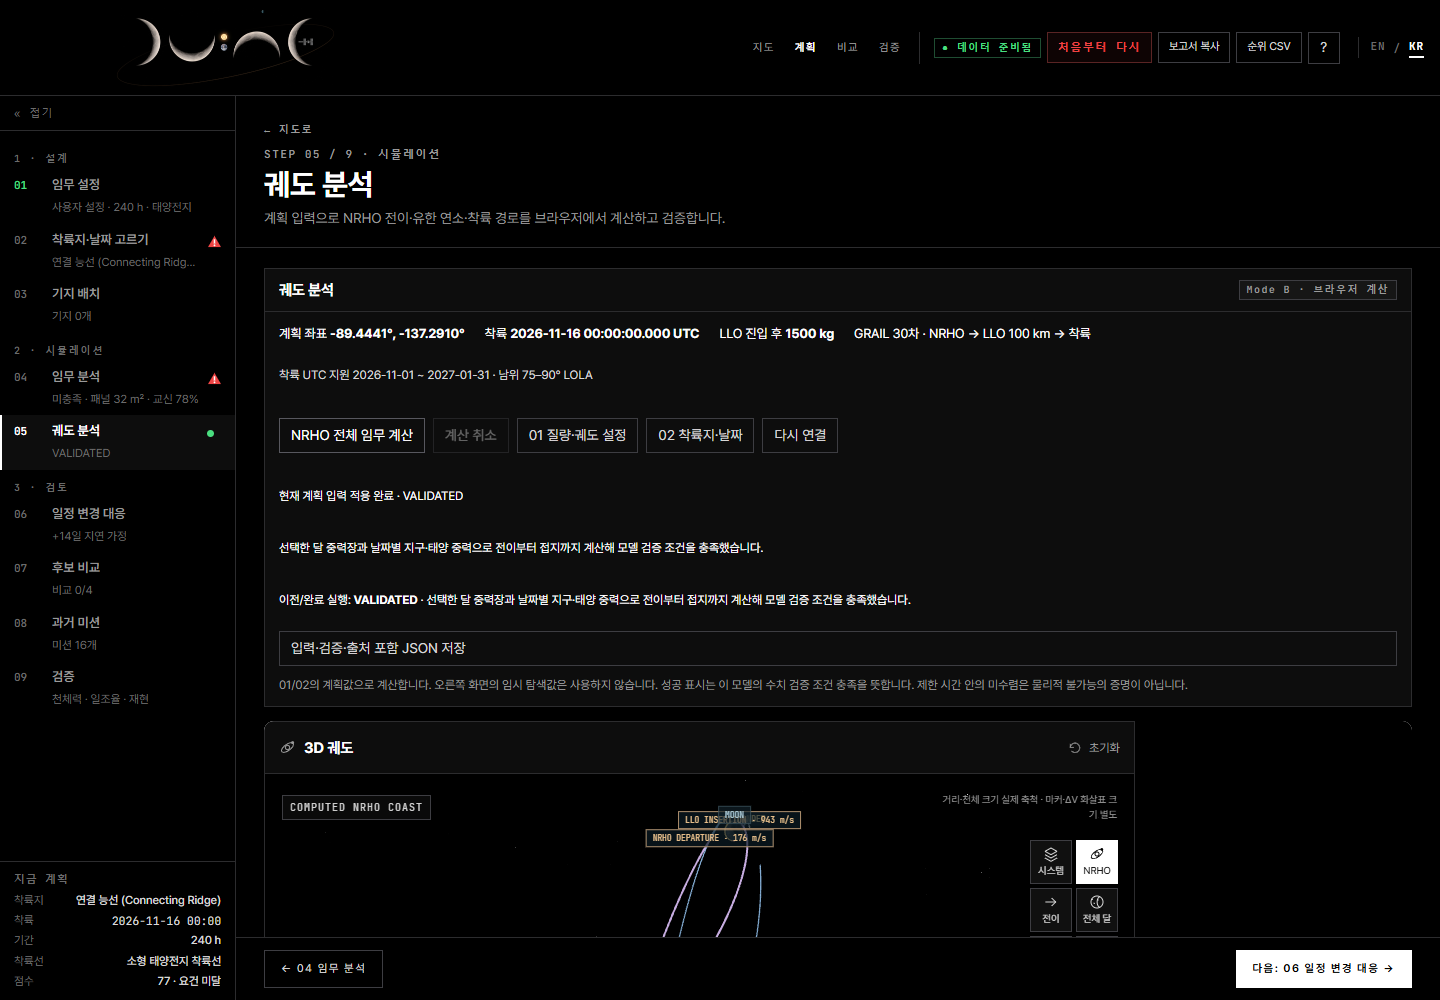 지도
계획
비교
검증
● 데이터 준비됨
처음부터 다시
보고서 복사
순위 CSV
?
EN / KR
« 접기
1 · 설계
01 임무 설정
사용자 설정 · 240 h · 태양전지
02 착륙지·날짜 고르기
연결 능선 (Connecting Ridg...
03 기지 배치
기지 0개
2 · 시뮬레이션
04 임무 분석
미충족 · 패널 32 m² · 교신 78%
05 궤도 분석
VALIDATED
3 · 검토
06 일정 변경 대응
+14일 지연 가정
07 후보 비교
비교 0/4
08 과거 미션
미션 16개
09 검증
천체력 · 일조율 · 재현
지금 계획
착륙지 연결 능선 (Connecting Ridge)
착륙 2026-11-16 00:00
기간 240 h
착륙선 소형 태양전지 착륙선
점수 77 · 요건 미달
← 지도로
STEP 05 / 9 · 시뮬레이션
궤도 분석
계획 입력으로 NRHO 전이·유한 연소·착륙 경로를 브라우저에서 계산하고 검증합니다.
궤도 분석
Mode B · 브라우저 계산
계획 좌표 -89.4441°, -137.2910° 착륙 2026-11-16 00:00:00.000 UTC LLO 진입 후 1500 kg GRAIL 30차 · NRHO → LLO 100 km → 착륙
착륙 UTC 지원 2026-11-01 ~ 2027-01-31 · 남위 75–90° LOLA
NRHO 전체 임무 계산
계산 취소
01 질량·궤도 설정
02 착륙지·날짜
다시 연결
현재 계획 입력 적용 완료 · VALIDATED
선택한 달 중력장과 날짜별 지구·태양 중력으로 전이부터 접지까지 계산해 모델 검증 조건을 충족했습니다.
이전/완료 실행: VALIDATED · 선택한 달 중력장과 날짜별 지구·태양 중력으로 전이부터 접지까지 계산해 모델 검증 조건을 충족했습니다.
입력·검증·출처 포함 JSON 저장
01/02의 계획값으로 계산합니다. 오른쪽 화면의 임시 탐색값은 사용하지 않습니다. 성공 표시는 이 모델의 수치 검증 조건 충족을 뜻합니다. 제한 시간 안의 미수렴은 물리적 불가능의 증명이 아닙니다.
3D 궤도
초기화
COMPUTED NRHO COAST
거리·천체 크기 실제 축척 · 마커·ΔV 화살표 크
기 별도
MOON
LLO INS 943 m/s
NRHO DEPARTURE · 176 m/s
시스템
NRHO
전이
전체 달
← 04 임무 분석
다음: 06 일정 변경 대응 →